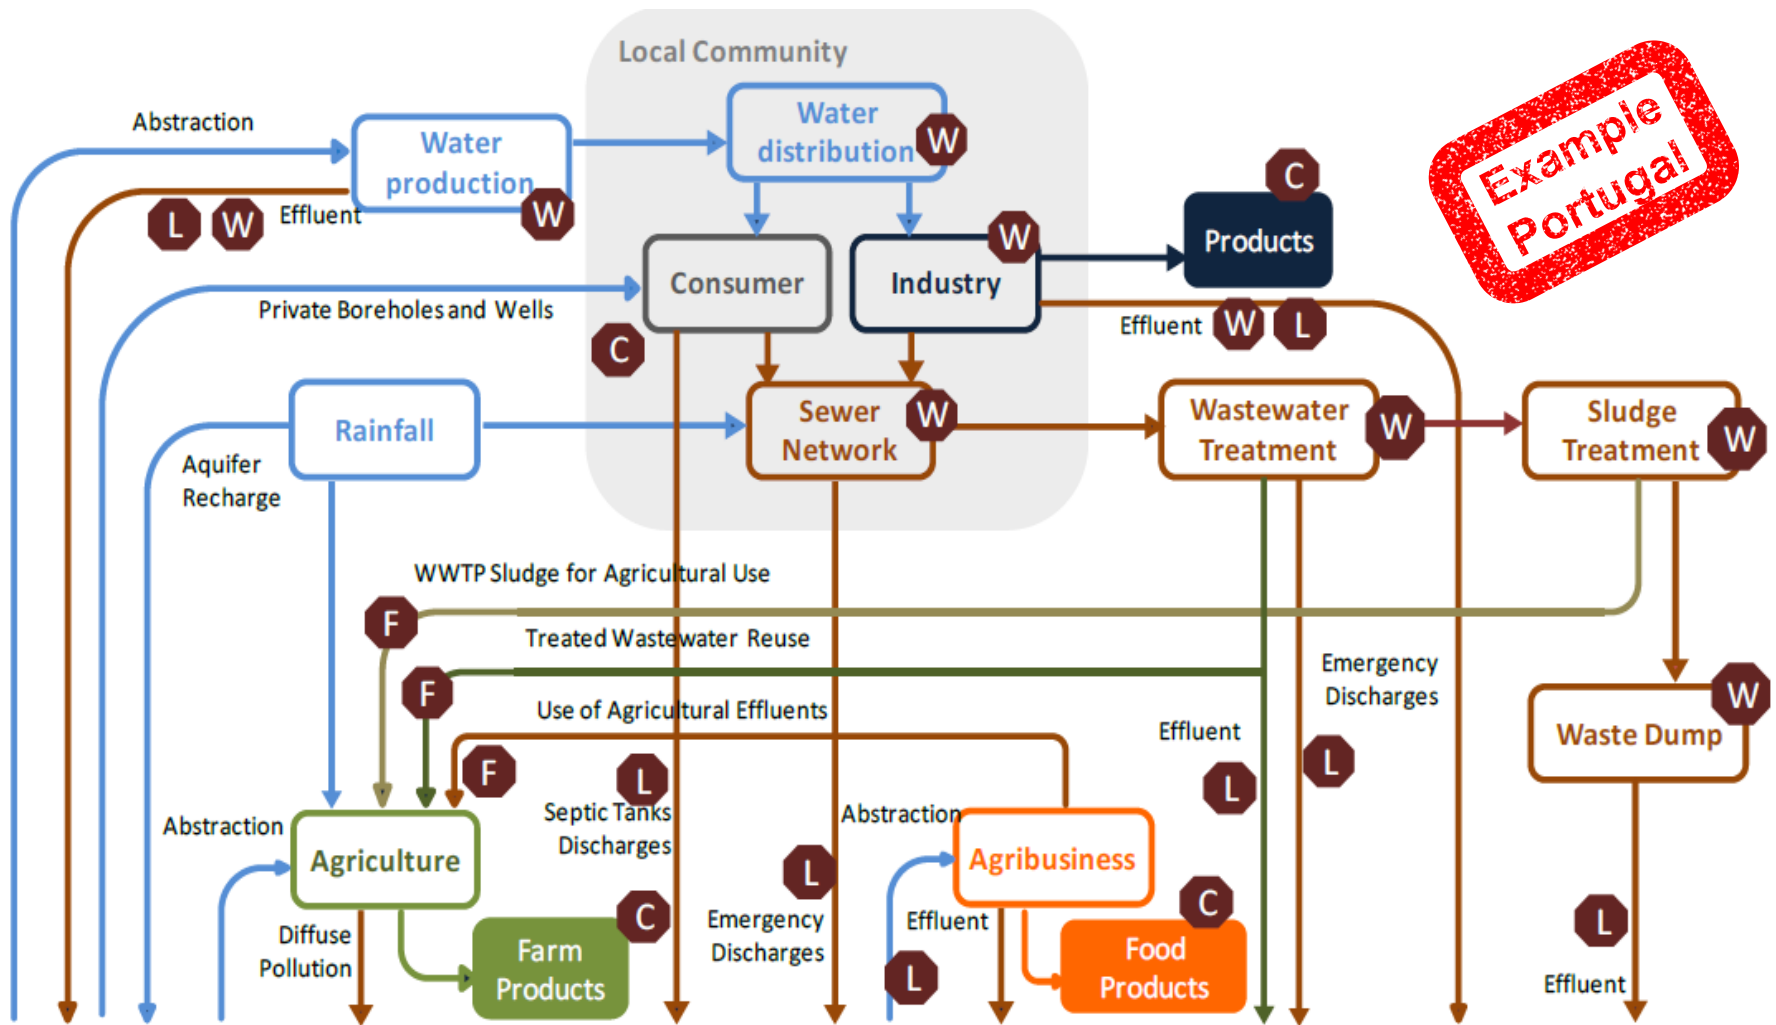 Local Community
Example
Portugal
Abstraction
Water
production
W
Water
distribution
W
L
W
Effluent
C
Products
Private Boreholes and Wells
Consumer
C
Industry
W
Effluent
W
L
Rainfall
Sewer
Network
W
Wastewater
Treatment
W
Sludge
Treatment
W
Aquifer
Recharge
WWTP Sludge for Agricultural Use
F
Treated Wastewater Reuse
F
Use of Agricultural Effluents
F
Emergency
Discharges
Effluent
L
L
W
Waste Dump
L
Septic Tanks
Discharges
Abstraction
Agriculture
Abstraction
Agribusiness
L
Emergency
Discharges
Diffuse
Pollution
C
Farm
Products
Effluent
L
C
Food
Products
L
Effluent